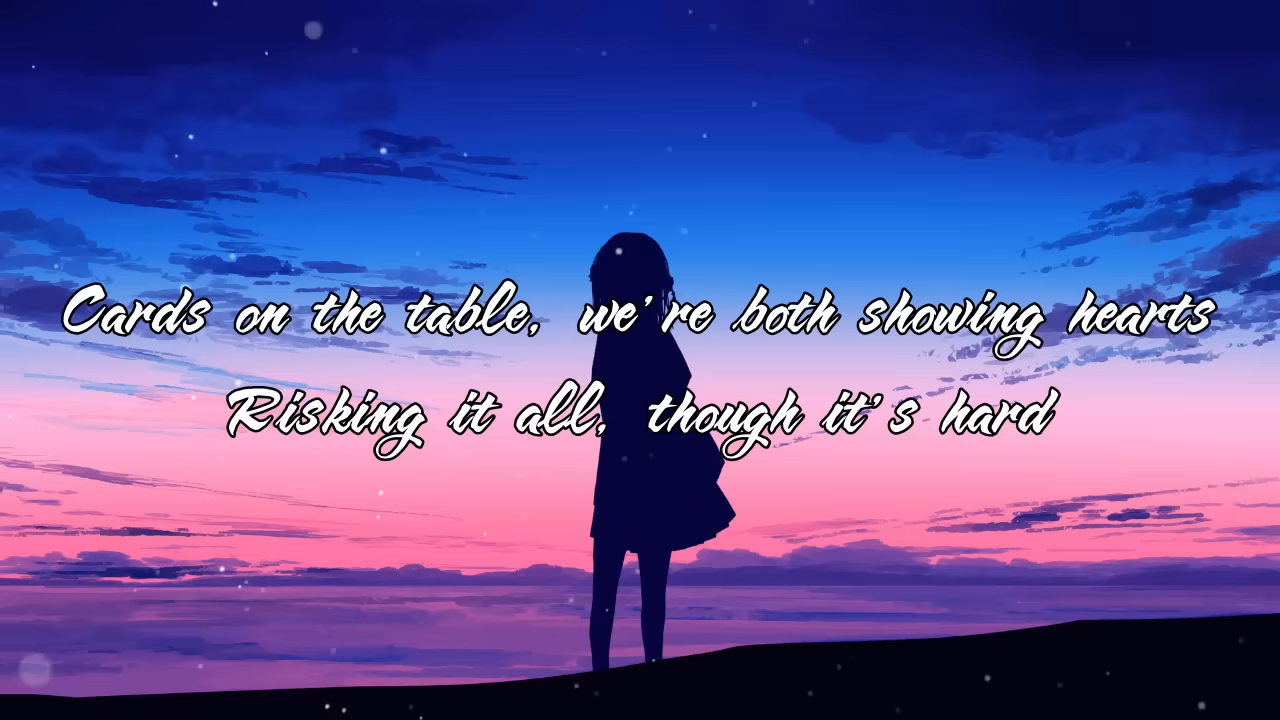 Cards on the table, we're both showing hearts
Risking it all, though it's hard